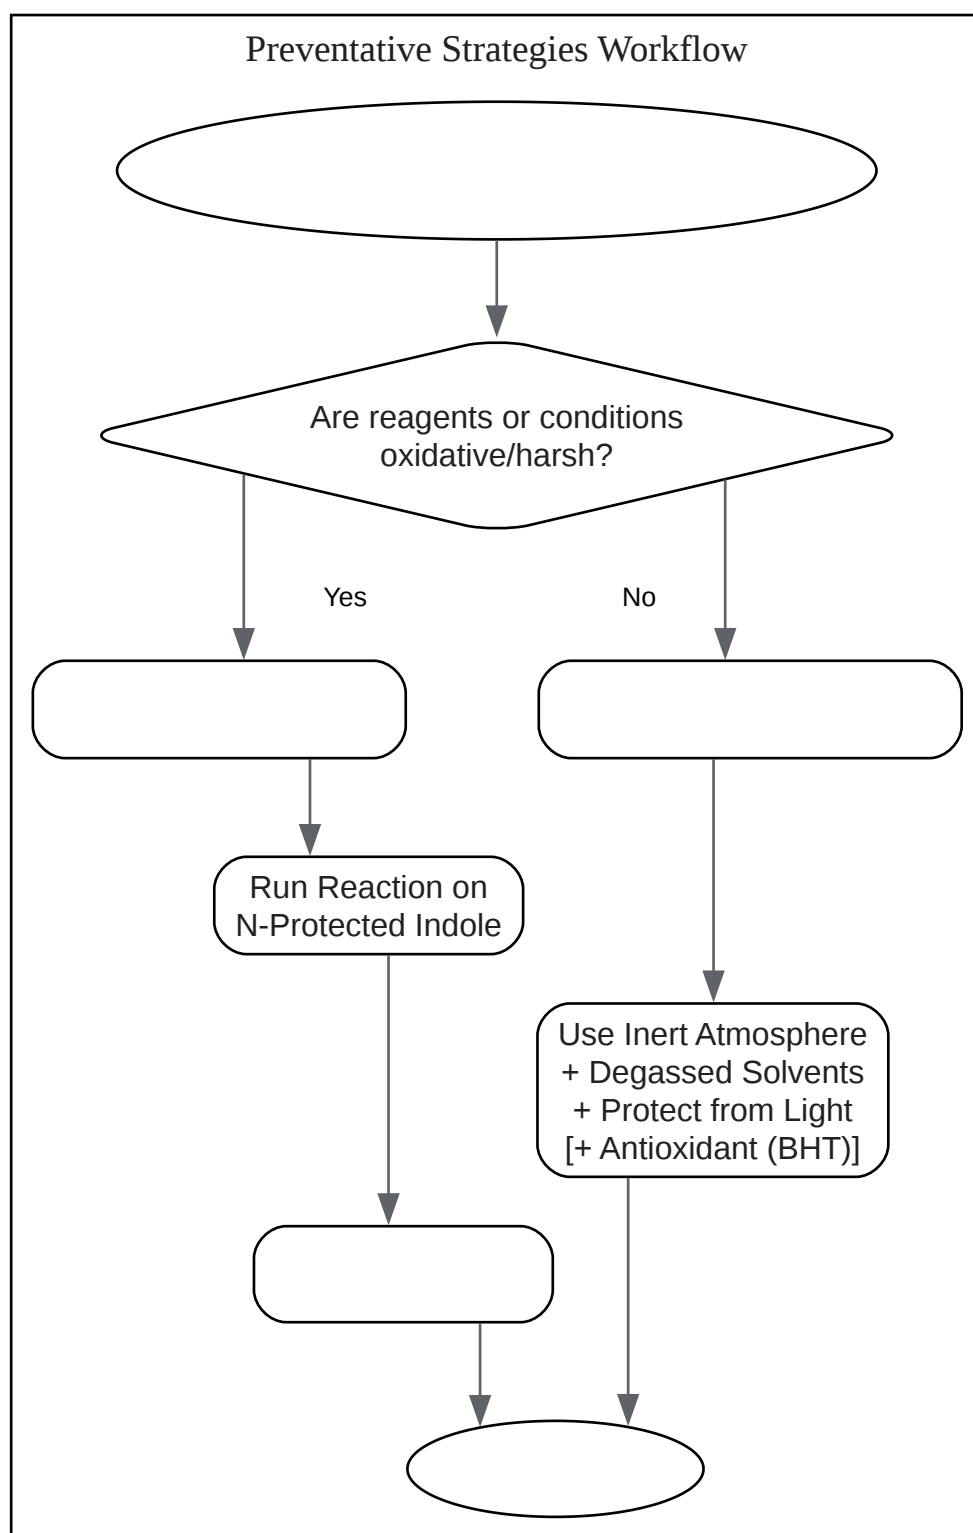 Preventative Strategies Workflow
Are reagents or conditions
oxidative/harsh?
Yes
No
Run Reaction on
N-Protected Indole
Use Inert Atmosphere
+ Degassed Solvents
+ Protect from Light
[+ Antioxidant (BHT)]